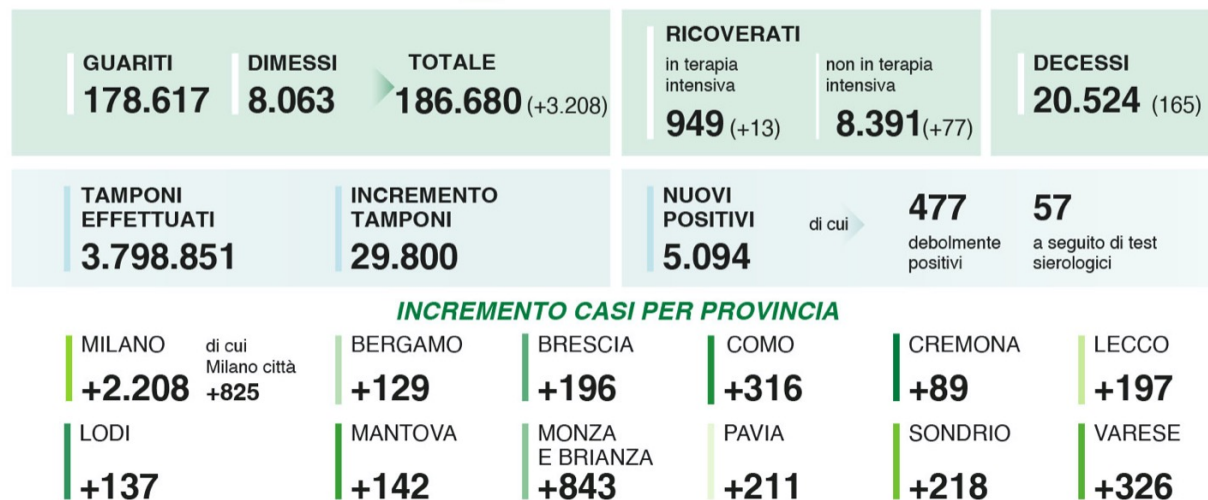 GUARITI
178.617
DIMESSI
8.063
TOTALE
186.680 (+3.208)
RICOVERATI
in terapia
intensiva
949 (+13)
non in terapia
intensiva
8.391(+77)
DECESSI
20.524 (165)
TAMPONI
EFFETTUATI
3.798.851
INCREMENTO
TAMPONI
29.800
NUOVI
POSITIVI
5.094
di cui
477
debolmente
positivi
57
a seguito di test
sierologici
INCREMENTO CASI PER PROVINCIA
MILANO
+2.208
di cui
Milano città
+825
BERGAMO
+129
BRESCIA
+196
COMO
+316
CREMONA
+89
LECCO
+197
LODI
+137
MANTOVA
+142
MONZA
E BRIANZA
+843
PAVIA
+211
SONDRIO
+218
VARESE
+326